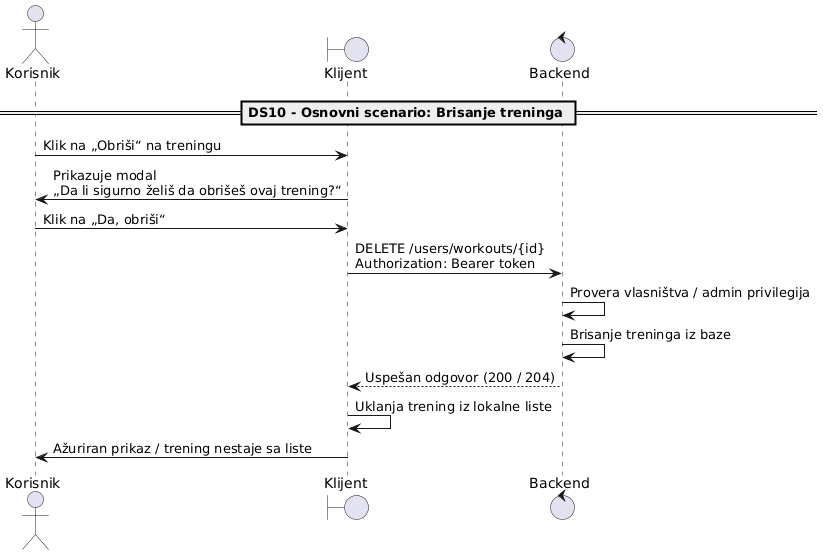 Korisnik
Klijent
Backend
DS10 - Osnovni scenario: Brisanje treninga
Klik na „Obriši“ na treningu
Prikazuje modal
„Da li sigurno želiš da obrišeš ovaj trening?“
Klik na „Da, obriši“
DELETE /users/workouts/{id}
Authorization: Bearer token
Provera vlasništva / admin privilegija
Brisanje treninga iz baze
Uspešan odgovor (200 / 204)
Uklanja trening iz lokalne liste
Ažuriran prikaz / trening nestaje sa liste
Korisnik
Klijent
Backend